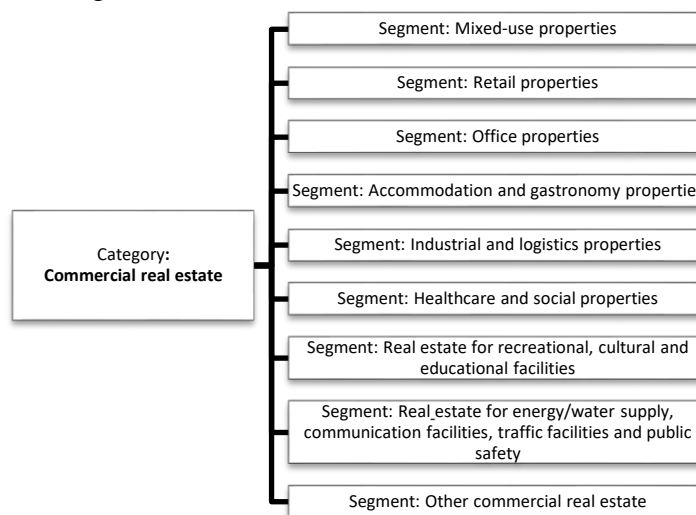 Segment: Mixed-use properties
Segment: Retail properties
Segment: Office properties
Segment: Accommodation and gastronomy propertie
Category:
Commercial real estate
Segment: Industrial and logistics properties
Segment: Healthcare and social properties
Segment: Real estate for recreational, cultural and
educational facilities
Segment: Real estate for energy/water supply,
communication facilities, traffic facilities and public
safety
Segment: Other commercial real estate